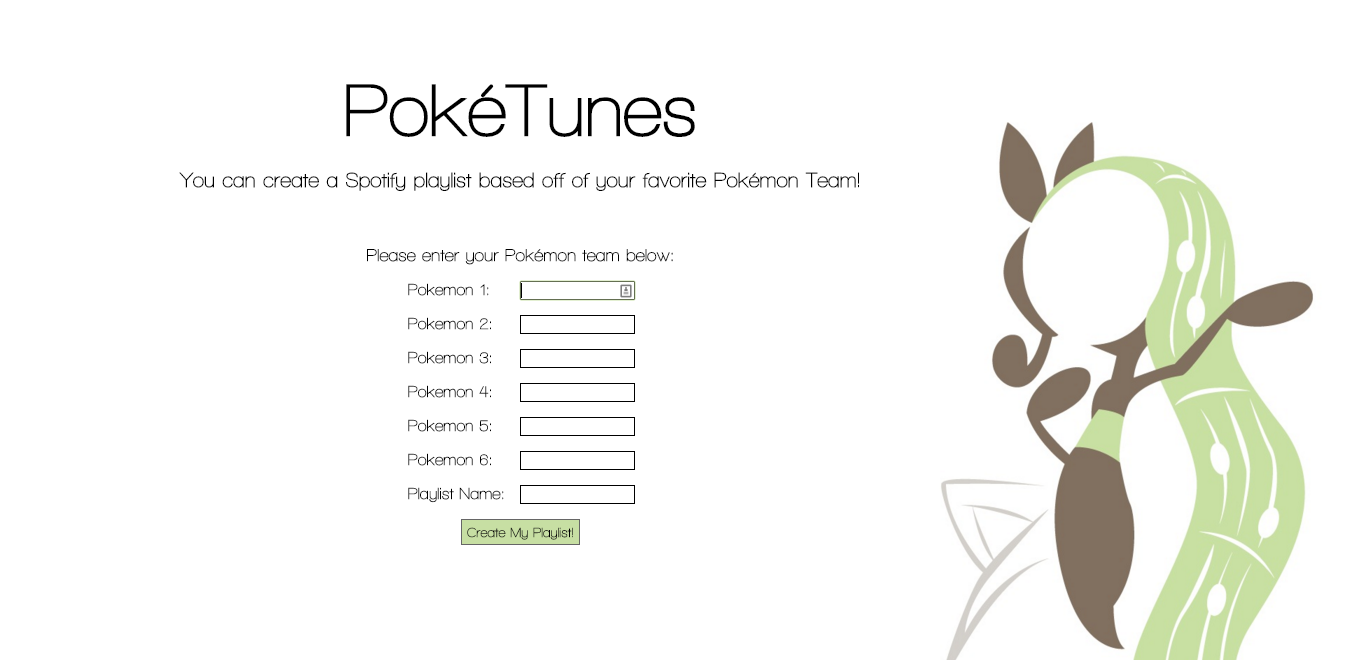 PokéTunes
You can create a Spotify playlist based off of your favorite Pokémon Team!
Please enter your Pokémon team below:
Pokemon 1:
Pokemon 2:
Pokemon 3:
Pokemon 4:
Pokemon 5:
Pokemon 6:
Playlist Name:
Create My Playlist!